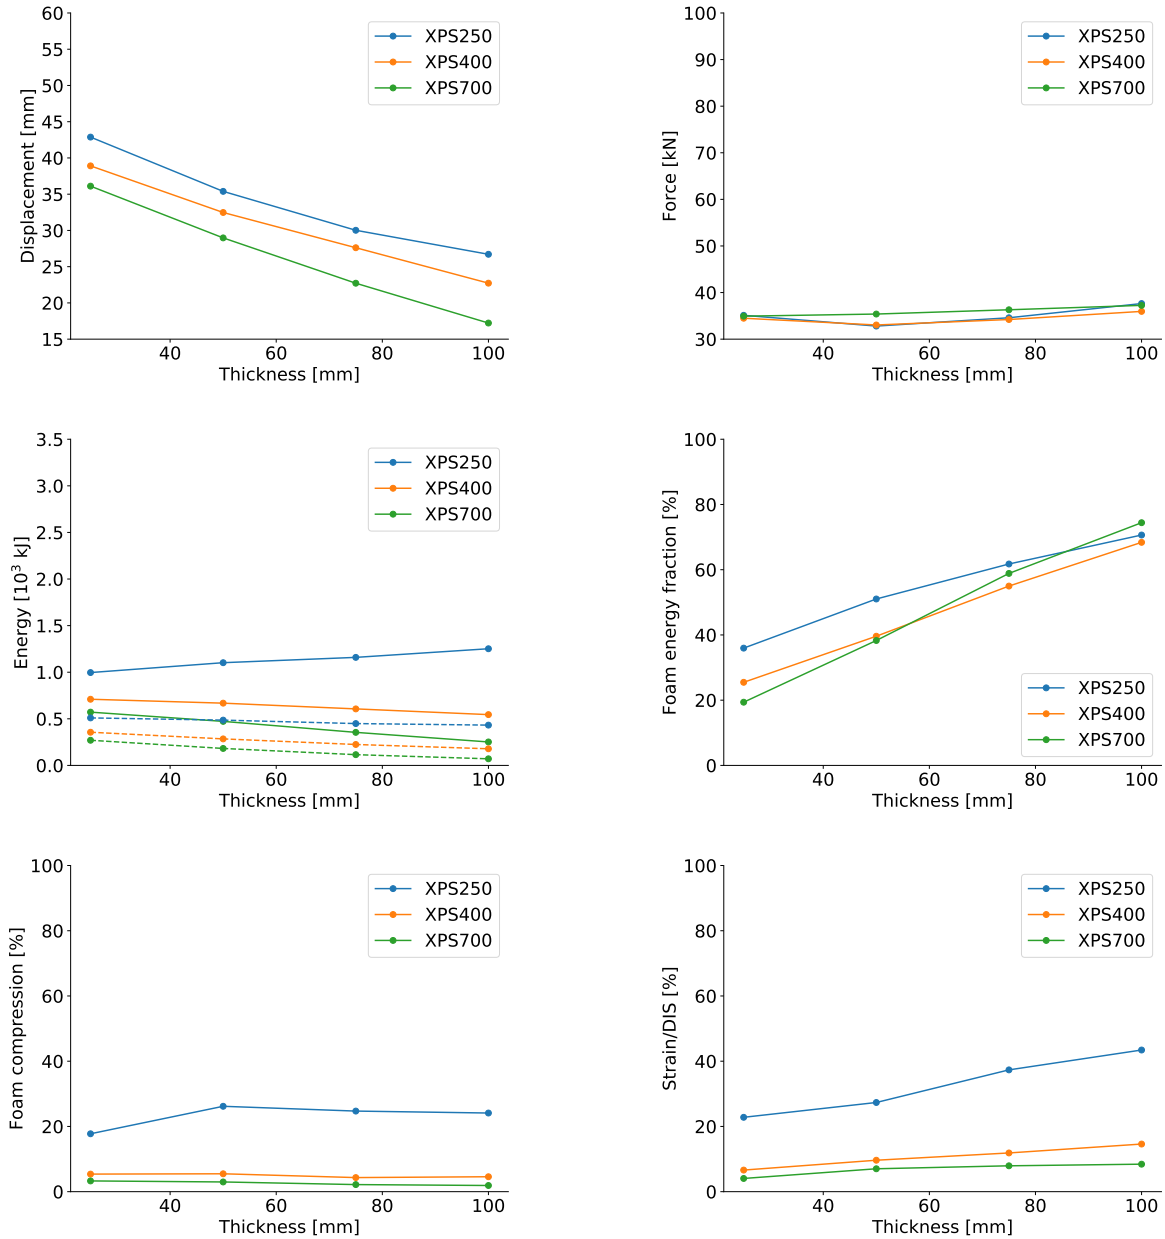 60
55
50
45
40
35
30
25
20
15
40
60
80
100
Displacement [mm]
Thickness [mm]
XPS250
XPS400
XPS700
100
90
80
70
60
50
40
30
40
60
80
100
Force [kN]
Thickness [mm]
XPS250
XPS400
XPS700
3.5
3.0
2.5
2.0
1.5
1.0
0.5
0.0
40
60
80
100
Energy [10³ kJ]
Thickness [mm]
XPS250
XPS400
XPS700
100
80
60
40
20
0
40
60
80
100
Foam energy fraction [%]
Thickness [mm]
XPS250
XPS400
XPS700
100
80
60
40
20
0
40
60
80
100
Foam compression [%]
Thickness [mm]
XPS250
XPS400
XPS700
100
80
60
40
20
0
40
60
80
100
Strain/DIS [%]
Thickness [mm]
XPS250
XPS400
XPS700